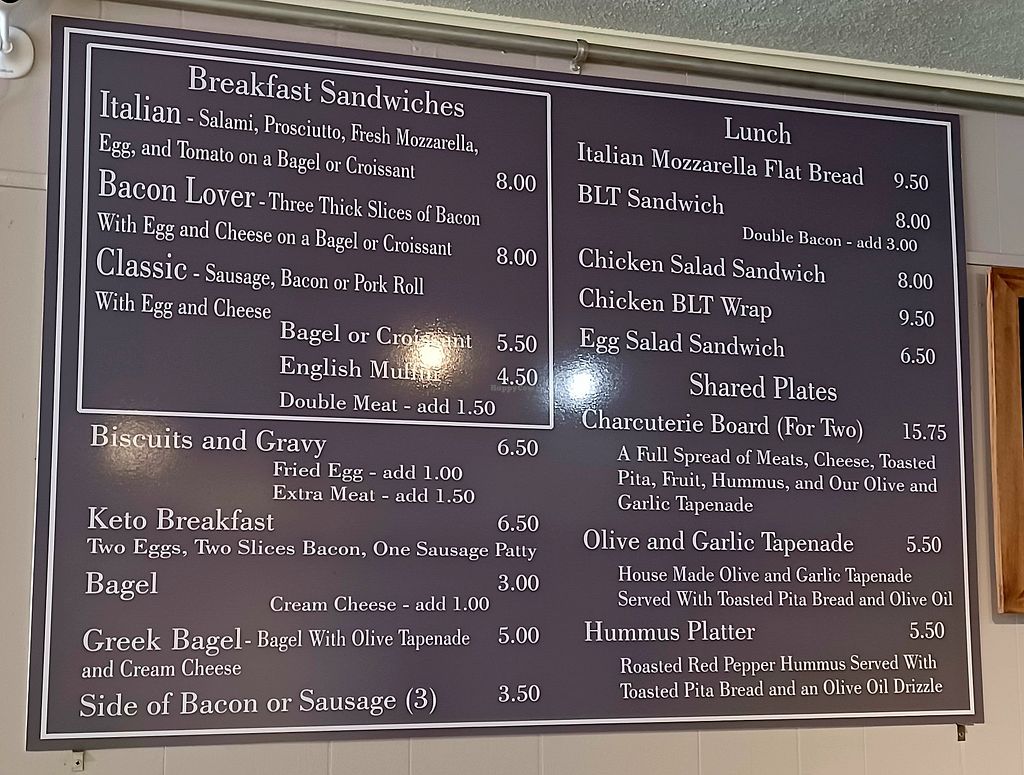 Breakfast Sandwiches
Italian - Salami, Prosciutto, Fresh Mozzarella,
Egg, and Tomato on a Bagel or Croissant
8.00
Bacon Lover - Three Thick Slices of Bacon
With Egg and Cheese on a Bagel or Croissant
8.00
Classic - Sausage, Bacon or Pork Roll
With Egg and Cheese
Bagel or Croissant 5.50
English Muffin 4.50
Double Meat - add 1.50
Biscuits and Gravy 6.50
Fried Egg - add 1.00
Extra Meat - add 1.50
Keto Breakfast 6.50
Two Eggs, Two Slices Bacon, One Sausage Patty
Bagel 3.00
Cream Cheese - add 1.00
Greek Bagel - Bagel With Olive Tapenade 5.00
and Cream Cheese
Side of Bacon or Sausage (3) 3.50
Lunch
Italian Mozzarella Flat Bread 9.50
BLT Sandwich 8.00
Double Bacon - add 3.00
Chicken Salad Sandwich 8.00
Chicken BLT Wrap 9.50
Egg Salad Sandwich 6.50
Shared Plates
Charcuterie Board (For Two) 15.75
A Full Spread of Meats, Cheese, Toasted
Pita, Fruit, Hummus, and Our Olive and
Garlic Tapenade
Olive and Garlic Tapenade 5.50
House Made Olive and Garlic Tapenade
Served With Toasted Pita Bread and Olive Oil
Hummus Platter 5.50
Roasted Red Pepper Hummus Served With
Toasted Pita Bread and an Olive Oil Drizzle